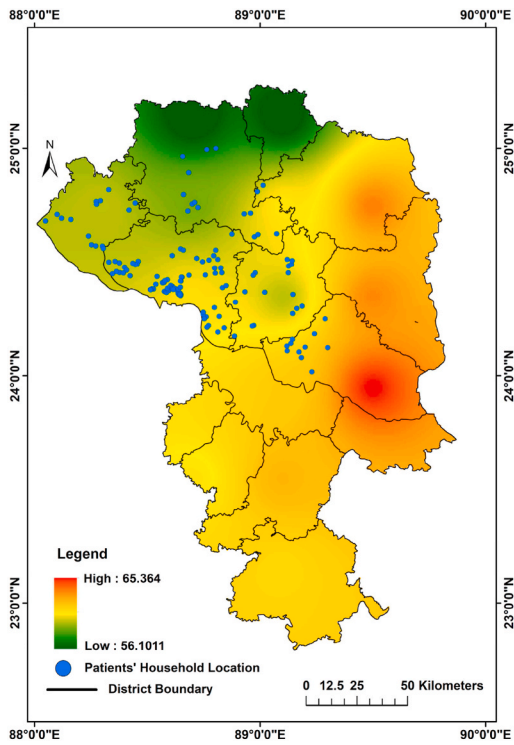 88°0'0"E 89°0'0"E 90°0'0"E
25°0'0"N 25°0'0"N
N
24°0'0"N 24°0'0"N
23°0'0"N 23°0'0"N
Legend
High : 65.364
Low : 56.1011
Patients' Household Location
District Boundary
0 12.5 25 50 Kilometers
88°0'0"E 89°0'0"E 90°0'0"E